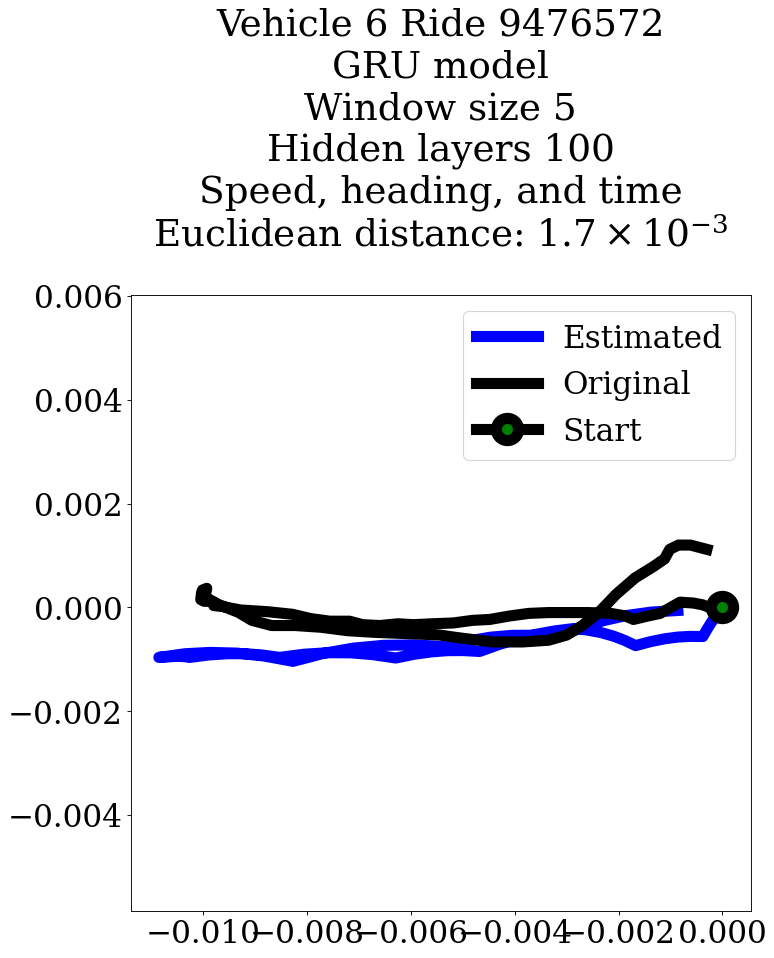 Vehicle 6 Ride 9476572
GRU model
Window size 5
Hidden layers 100
Speed, heading, and time
Euclidean distance: 1.7 × 10⁻³
0.006
0.004
0.002
0.000
−0.002
−0.004
Estimated
Original
Start
−0.010 −0.008 −0.006 −0.004 −0.002 0.000